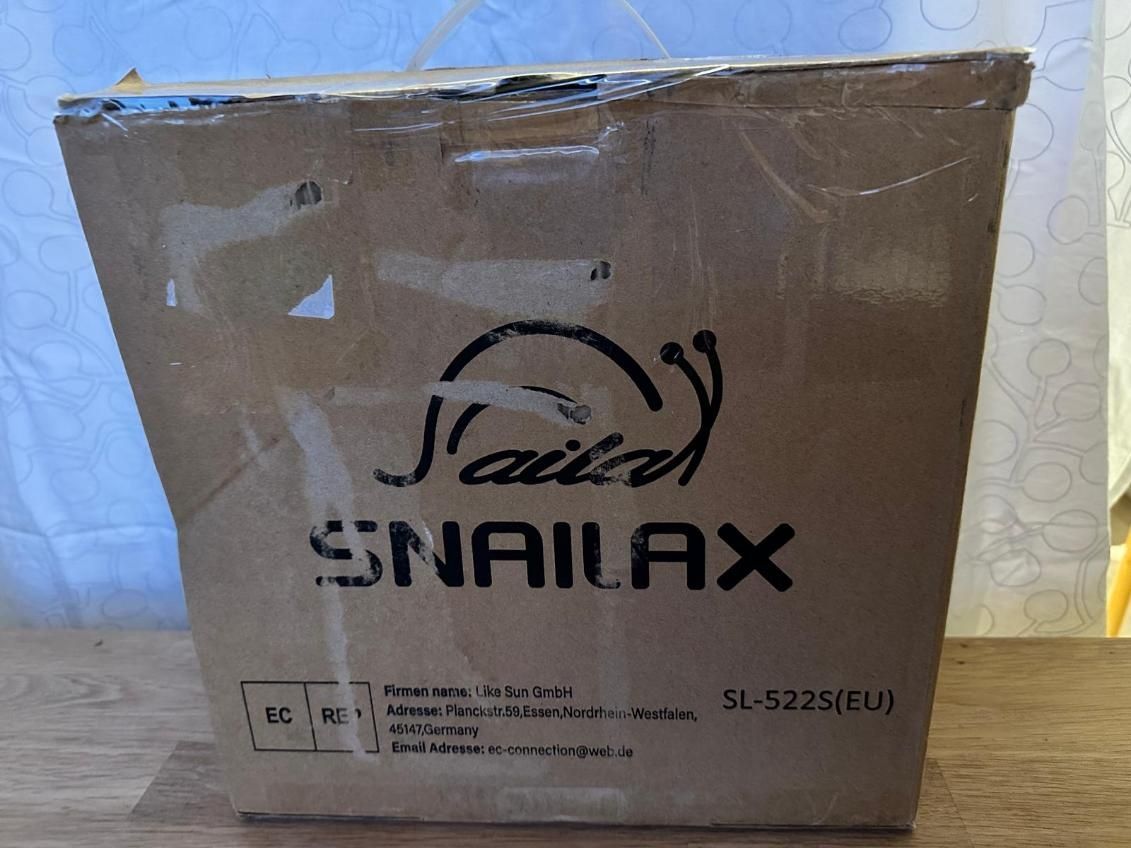 Snailax
SNAILAX
EC REP
Firmen name: Like Sun GmbH
Adresse: Planckstr.59,Essen,Nordrhein-Westfalen,
45147,Germany
Email Adresse: ec-connection@web.de
SL-522S(EU)